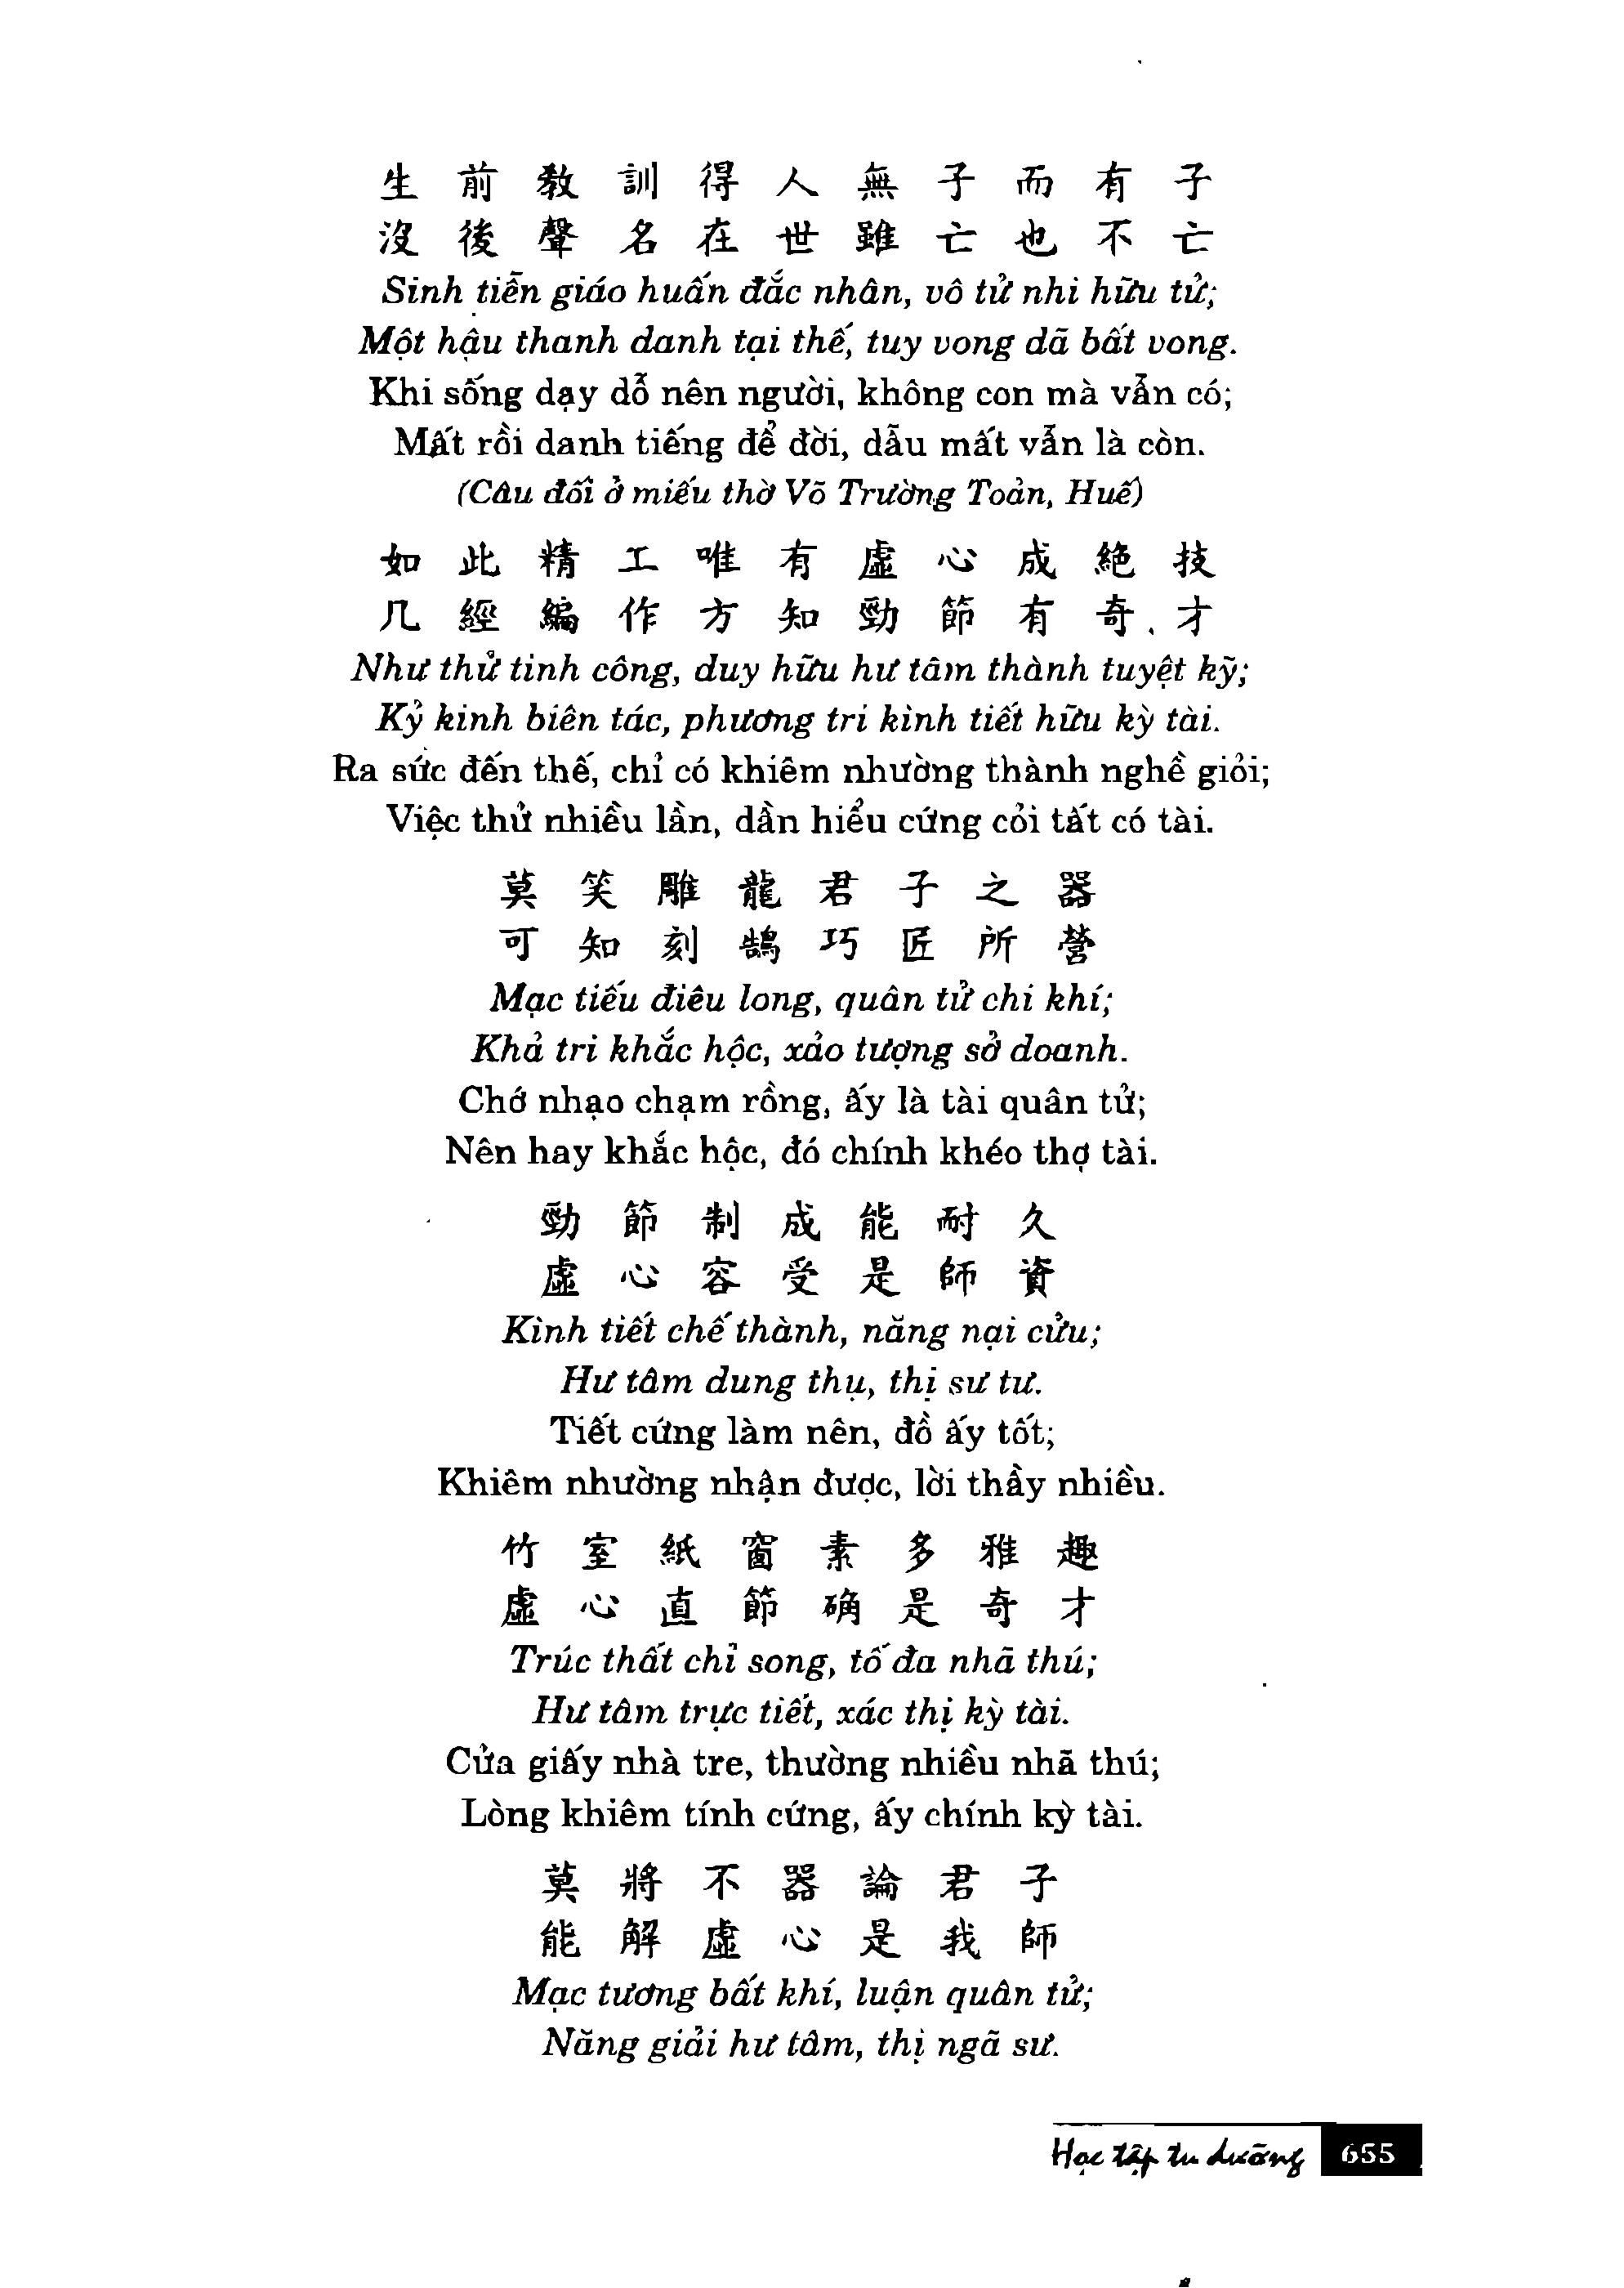 生前教訓得人無子而有子
沒後聲名在世雖亡也不亡
Sinh tiền giáo huấn đắc nhân, vô tử nhi hữu tử;
Một hậu thanh danh tại thế, tuy vong dã bất vong.
Khi sống dạy dỗ nên người, không con mà vẫn có;
Mất rồi danh tiếng để đời, dẫu mất vẫn là còn.
(Câu đối ở miếu thờ Võ Trường Toản, Huế)
如此精工唯有虛心成絕技
几經編作方知勁節有奇才
Như thử tinh công, duy hữu hư tâm thành tuyệt kỹ;
Kỷ kinh biên tác, phương tri kình tiết hữu kỳ tài.
Ra sức đến thế, chỉ có khiêm nhường thành nghề giỏi;
Việc thử nhiều lần, dần hiểu cứng cỏi tất có tài.
莫笑雕龍君子之器
可知刻鵠巧匠所營
Mạc tiếu điêu long, quân tử chi khí;
Khả tri khắc hộc, xảo tượng sở doanh.
Chớ nhạo chạm rồng, ấy là tài quân tử;
Nên hay khắc hộc, đó chính khéo thợ tài.
勁節制成能耐久
虛心容受是師資
Kình tiết chế thành, năng nại cửu;
Hư tâm dung thụ, thị sư tư.
Tiết cứng làm nên, đồ ấy tốt;
Khiêm nhường nhận được, lời thầy nhiều.
竹室紙窗素多雅趣
虛心直節确是奇才
Trúc thất chỉ song, tố đa nhã thú;
Hư tâm trực tiết, xác thị kỳ tài.
Cửa giấy nhà tre, thường nhiều nhã thú;
Lòng khiêm tính cứng, ấy chính kỳ tài.
莫將不器論君子
能解虛心是我師
Mạc tương bất khí, luận quân tử;
Năng giải hư tâm, thị ngã sư.
Học tập tu dưỡng 655